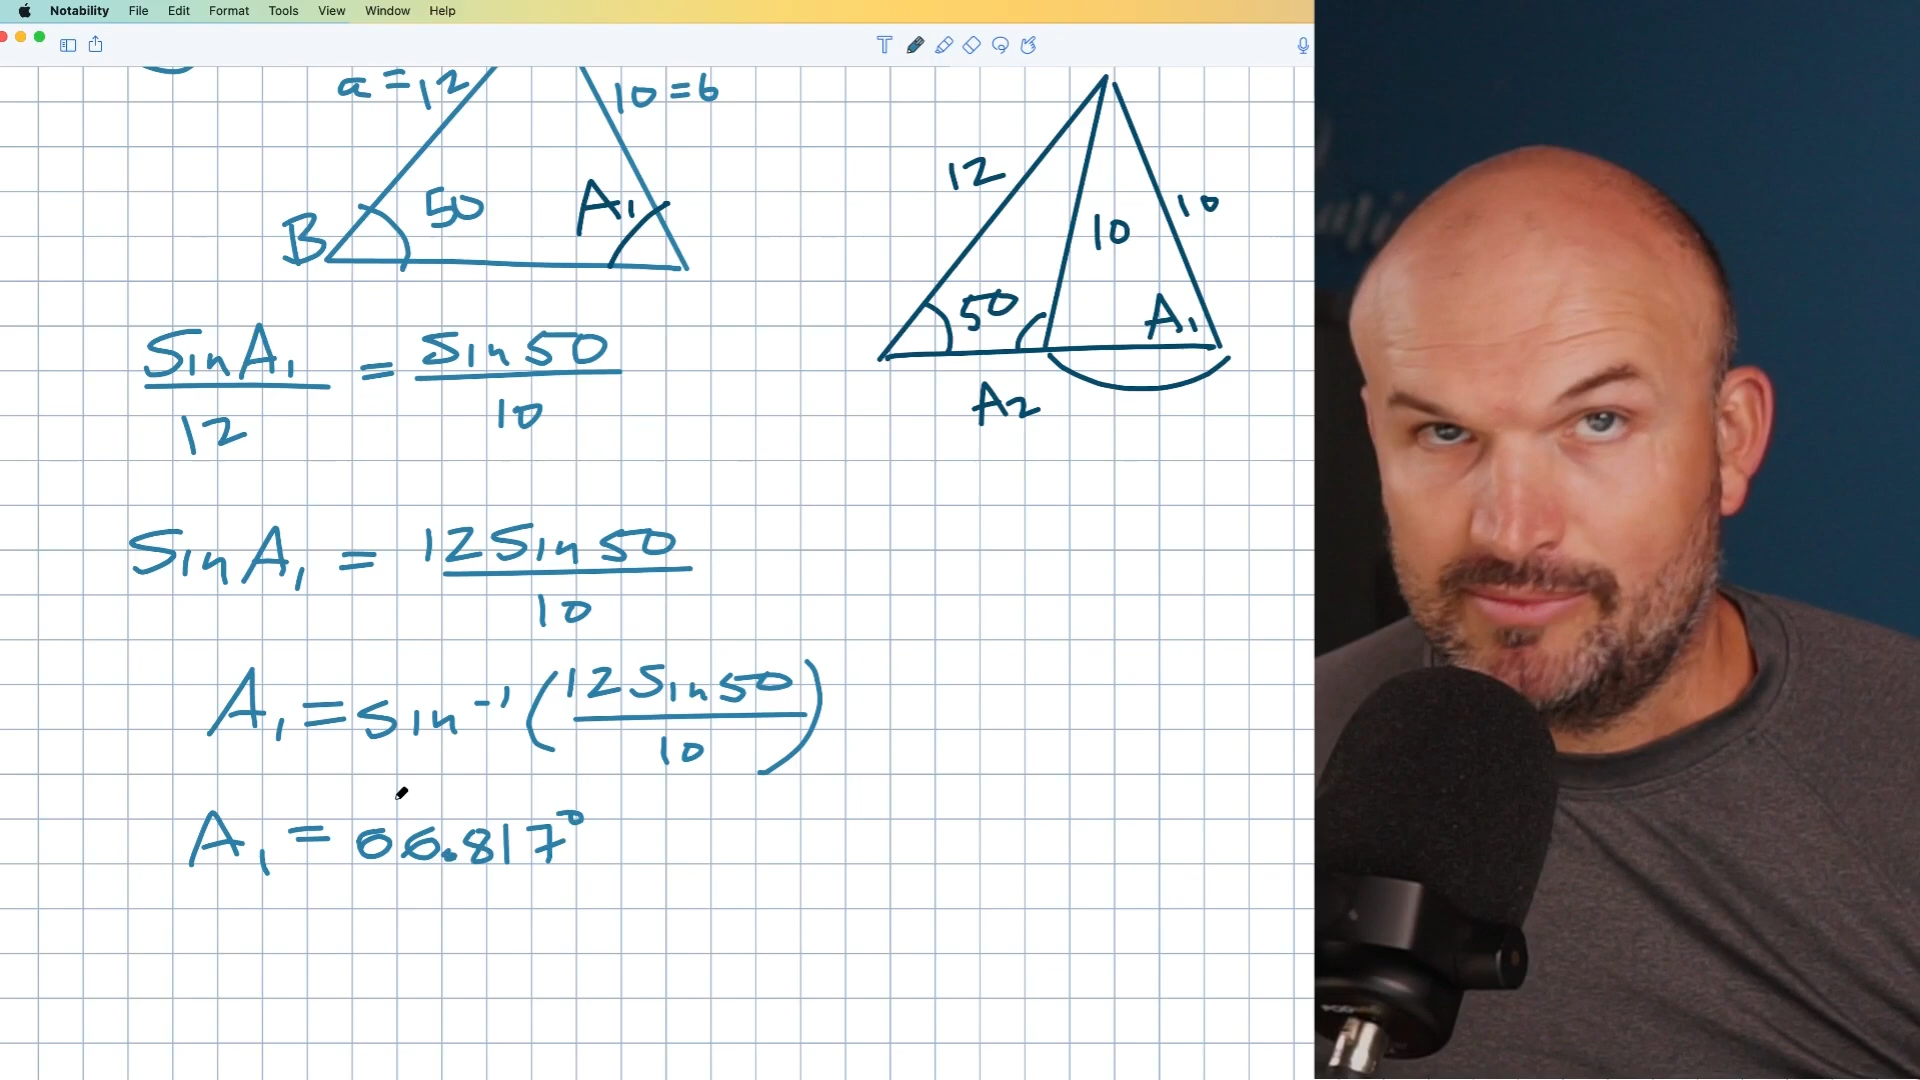 Notability File Edit Format Tools View Window Help
a = 12
10 = b
B
50
A1
sin A1 / 12 = sin 50 / 10
sin A1 = 12 sin 50 / 10
A1 = sin⁻¹ (12 sin 50 / 10)
A1 = 66.817°
12
10
10
50
A1
A2